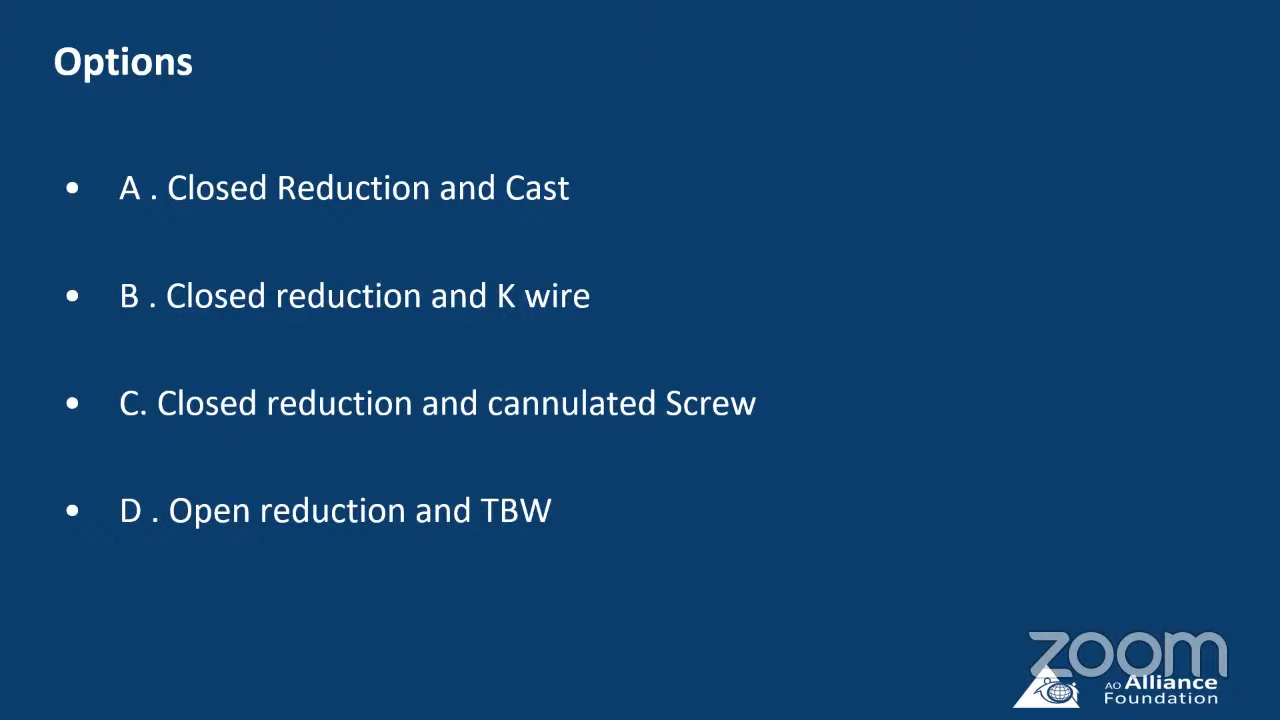 Options
• A . Closed Reduction and Cast
• B . Closed reduction and K wire
• C. Closed reduction and cannulated Screw
• D . Open reduction and TBW
zoom
AO Alliance
Foundation